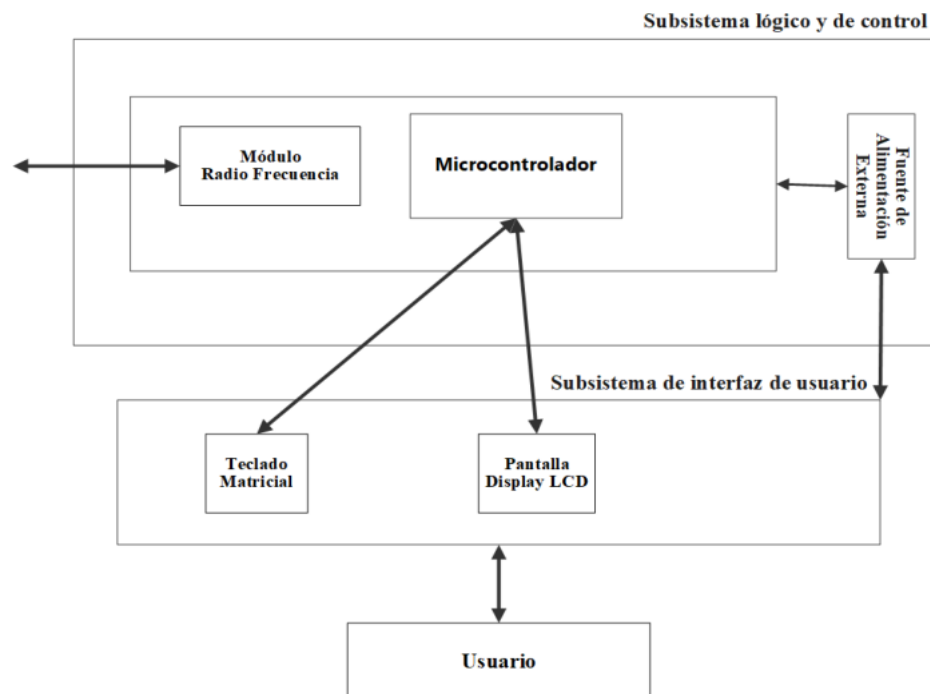 Subsistema lógico y de control
Módulo
Radio Frecuencia
Microcontrolador
Fuente de
Alimentación
Externa
Subsistema de interfaz de usuario
Teclado
Matricial
Pantalla
Display LCD
Usuario